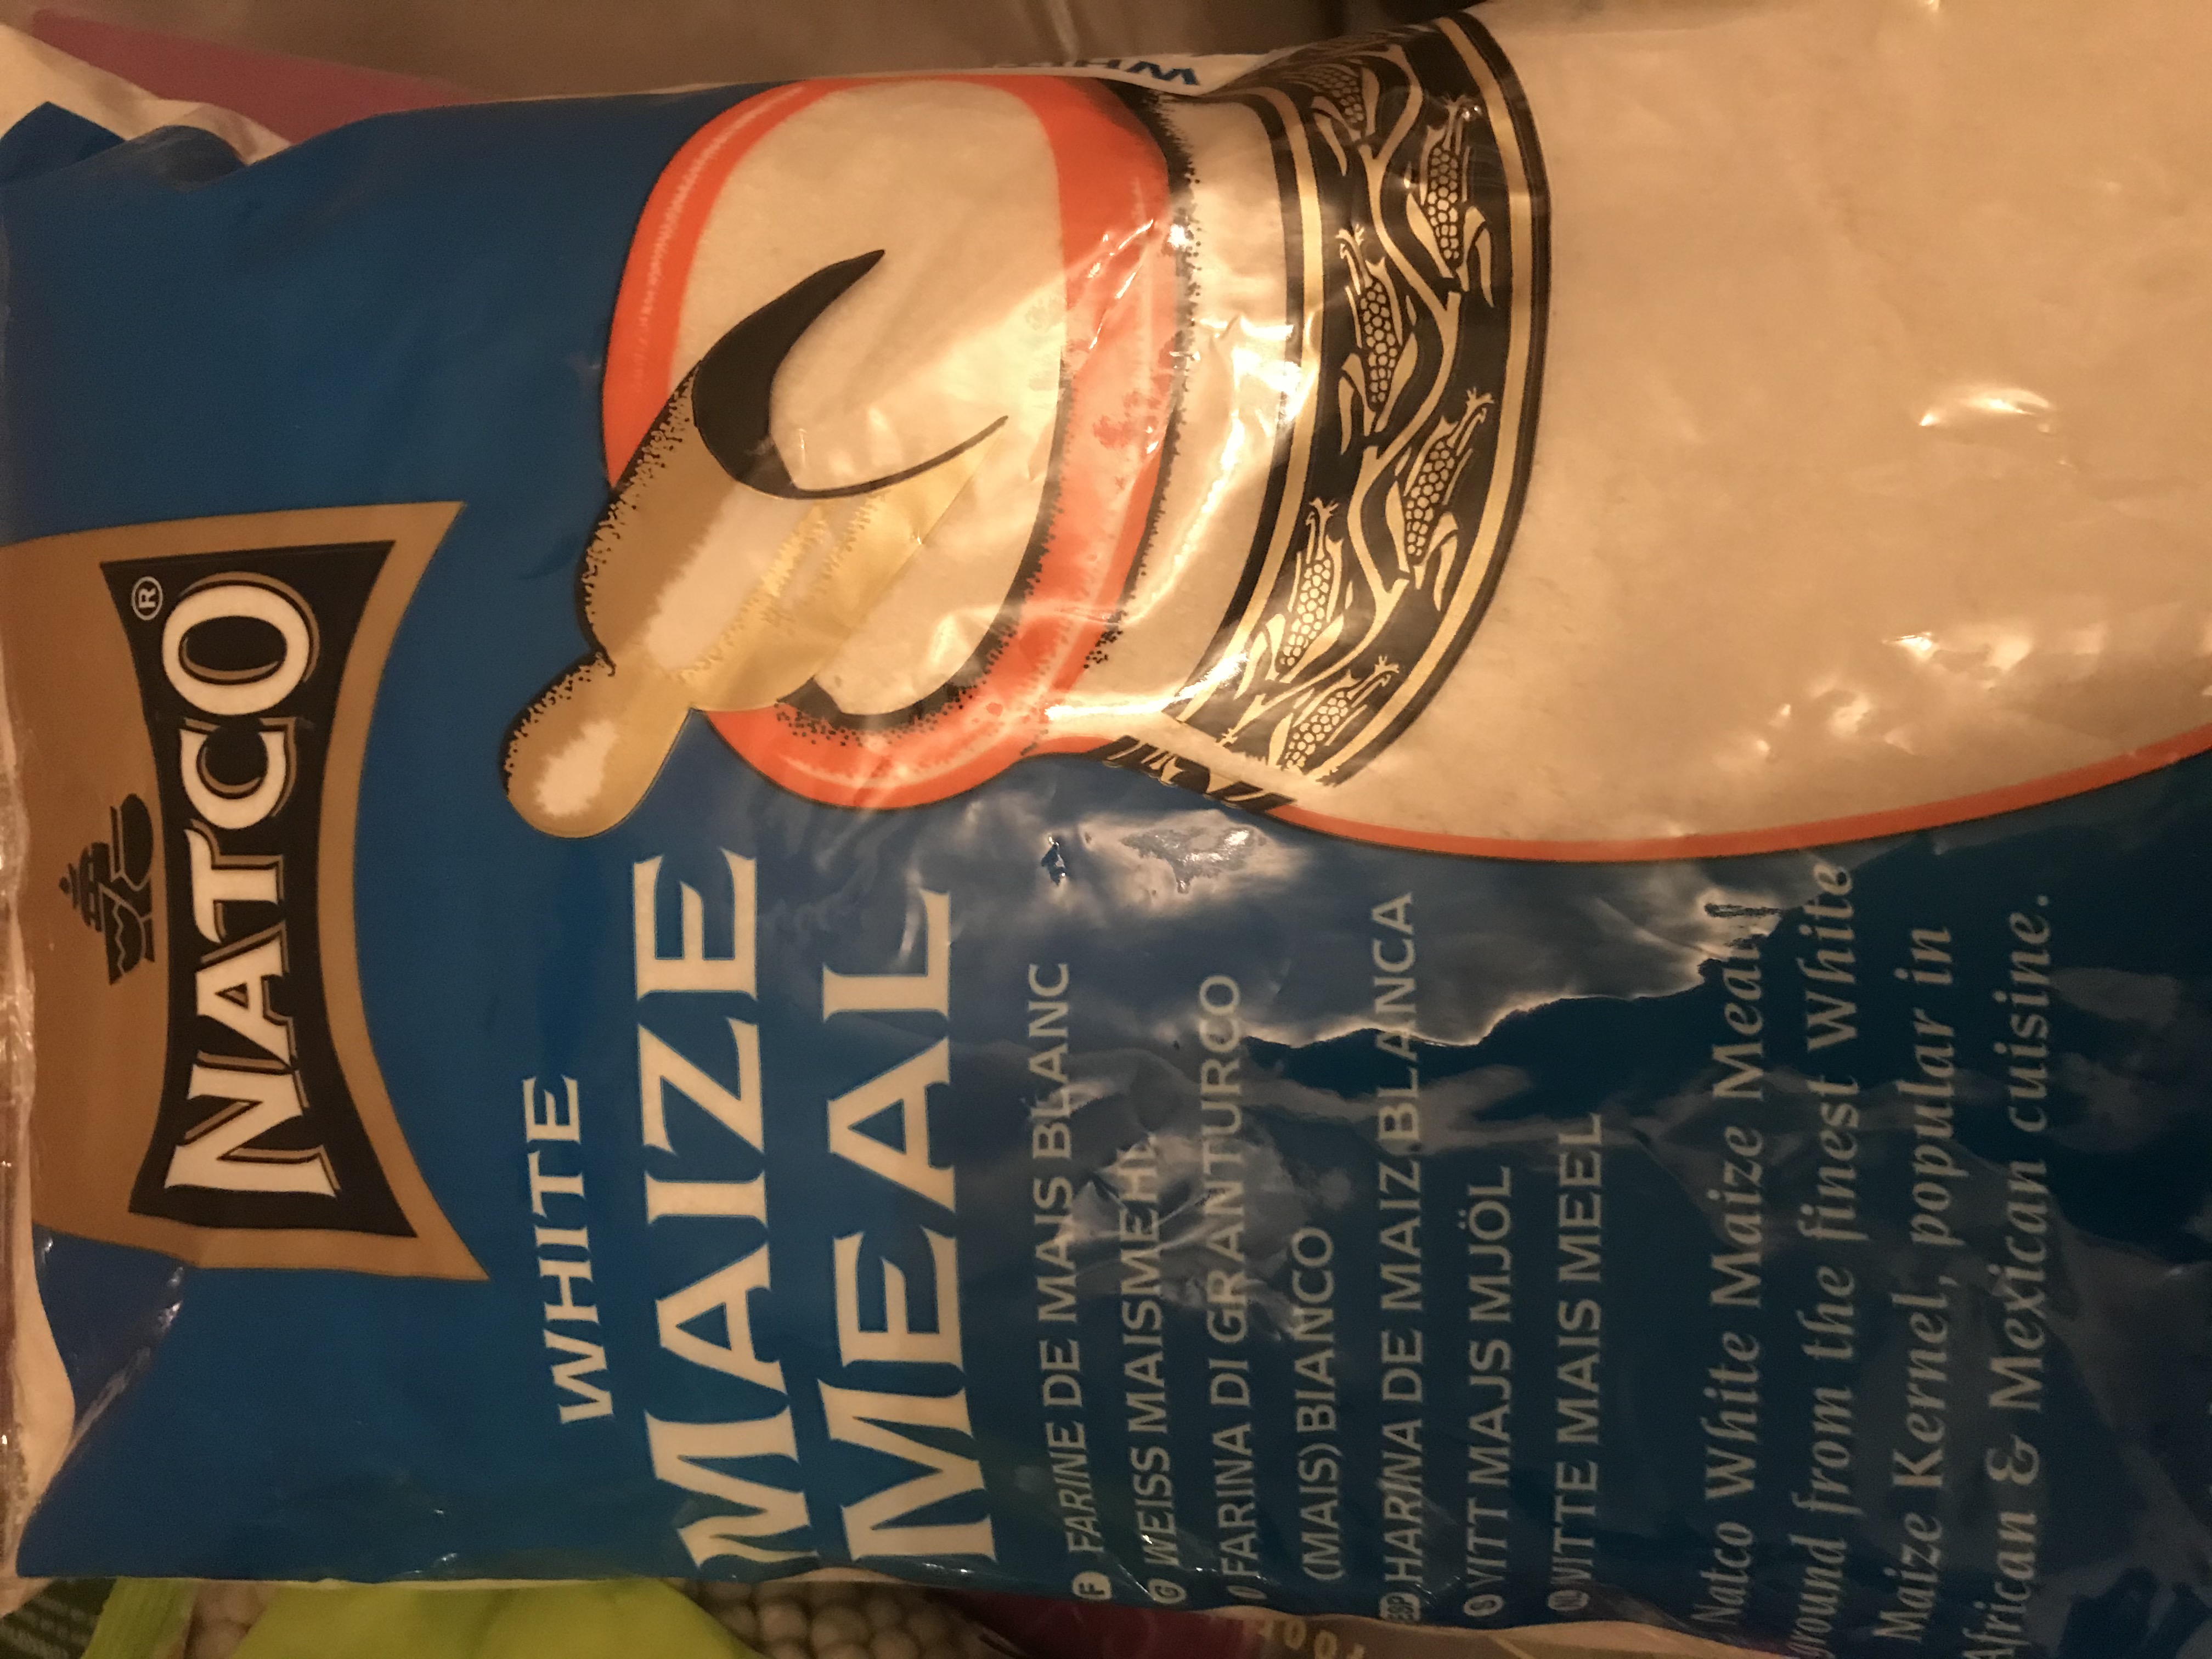 NATCO®
WHITE
MAIZE
MEAL
F FARINE DE MAIS BLANC
G WEISS MAISMEHL
FARINA DI GRANTURCO
(MAIS) BIANCO
ESP HARINA DE MAIZ BLANCA
S VITT MAJS MJÖL
NL WITTE MAIS MEEL
Natco White Maize Meal,
ground from the finest White
Maize Kernel, popular in
African & Mexican cuisine.